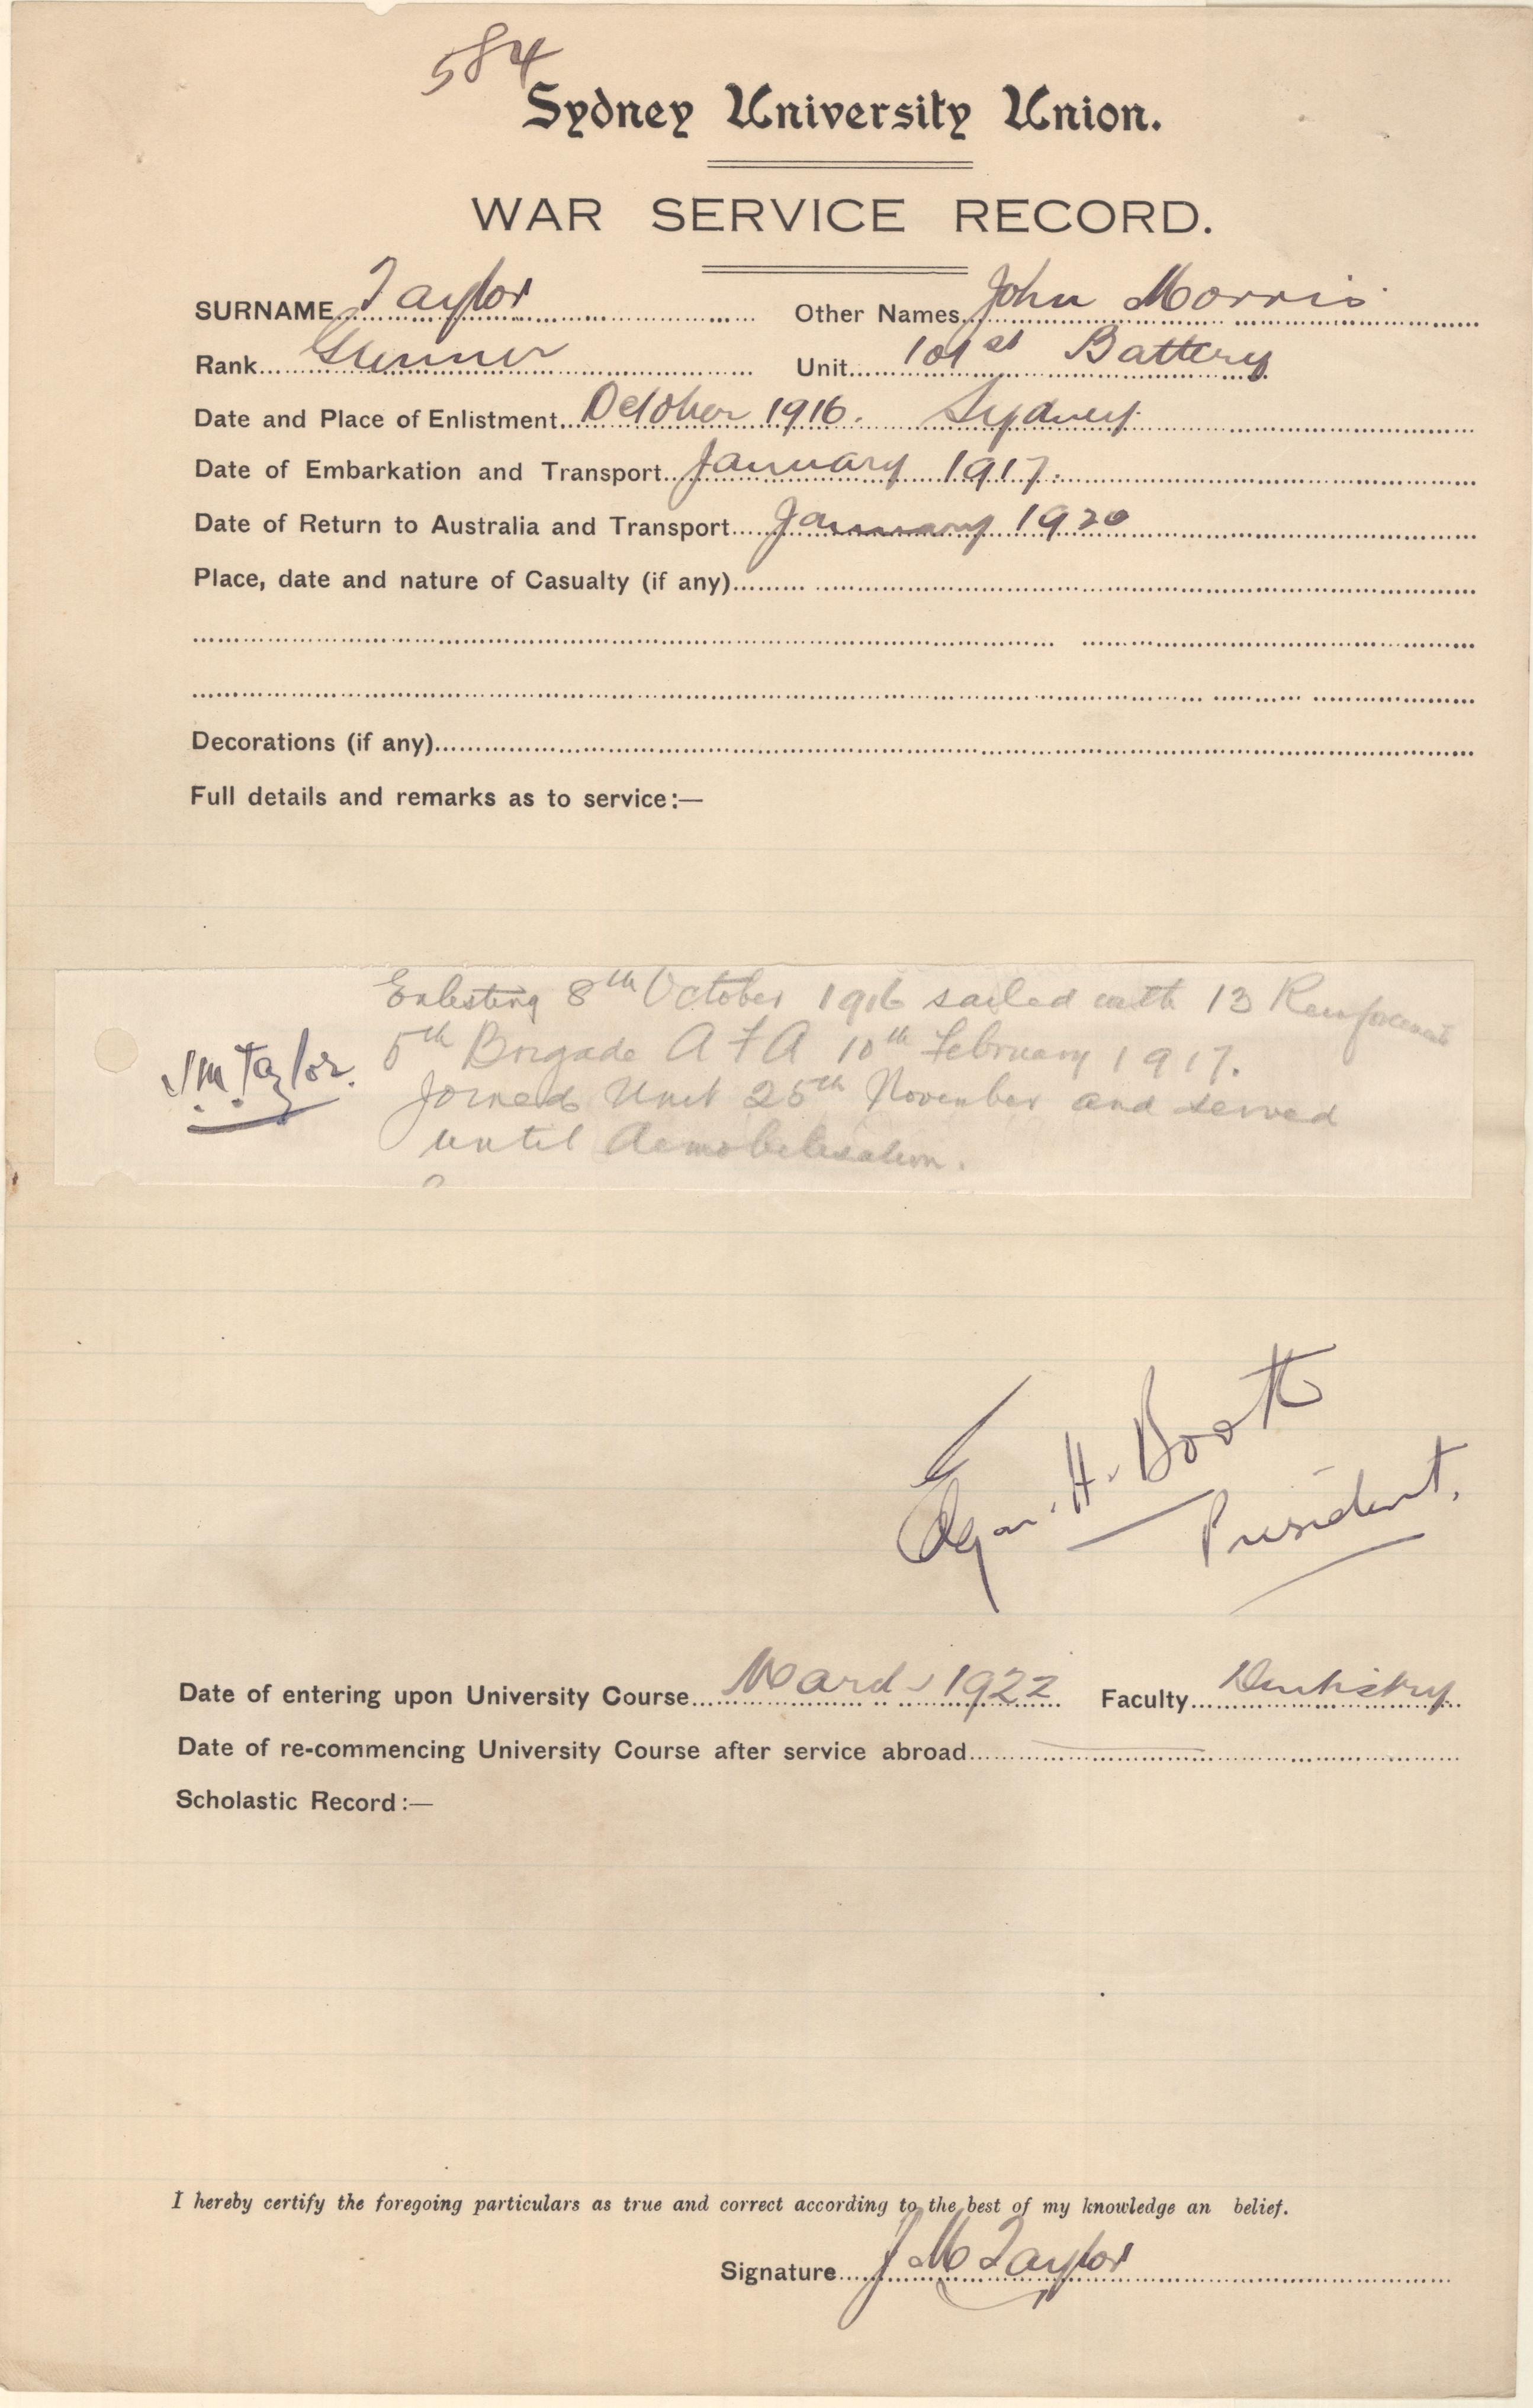 584
Sydney University Union.
WAR SERVICE RECORD.
SURNAME Taylor Other Names John Morris
Rank Gunner Unit 101st Battery
Date and Place of Enlistment October 1916. Sydney
Date of Embarkation and Transport January 1917.
Date of Return to Australia and Transport January 1920
Place, date and nature of Casualty (if any)
Decorations (if any)
Full details and remarks as to service:—
Enlisting 8th October 1916 sailed with 13 Reinforcements
5th Brigade A F A 10th February 1917.
J M Taylor.
Joined Unit 25th November and served
until demobilisation.
Edgar. H. Booth
President.
Date of entering upon University Course March 1922 Faculty Dentistry
Date of re-commencing University Course after service abroad —
Scholastic Record:—
I hereby certify the foregoing particulars as true and correct according to the best of my knowledge an belief.
Signature J M Taylor